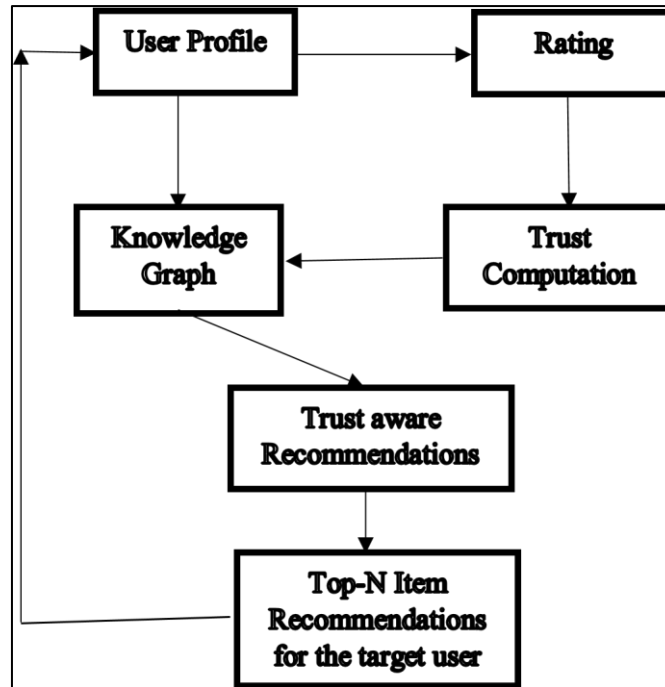 User Profile
Rating
Knowledge
Graph
Trust
Computation
Trust aware
Recommendations
Top-N Item
Recommendations
for the target user